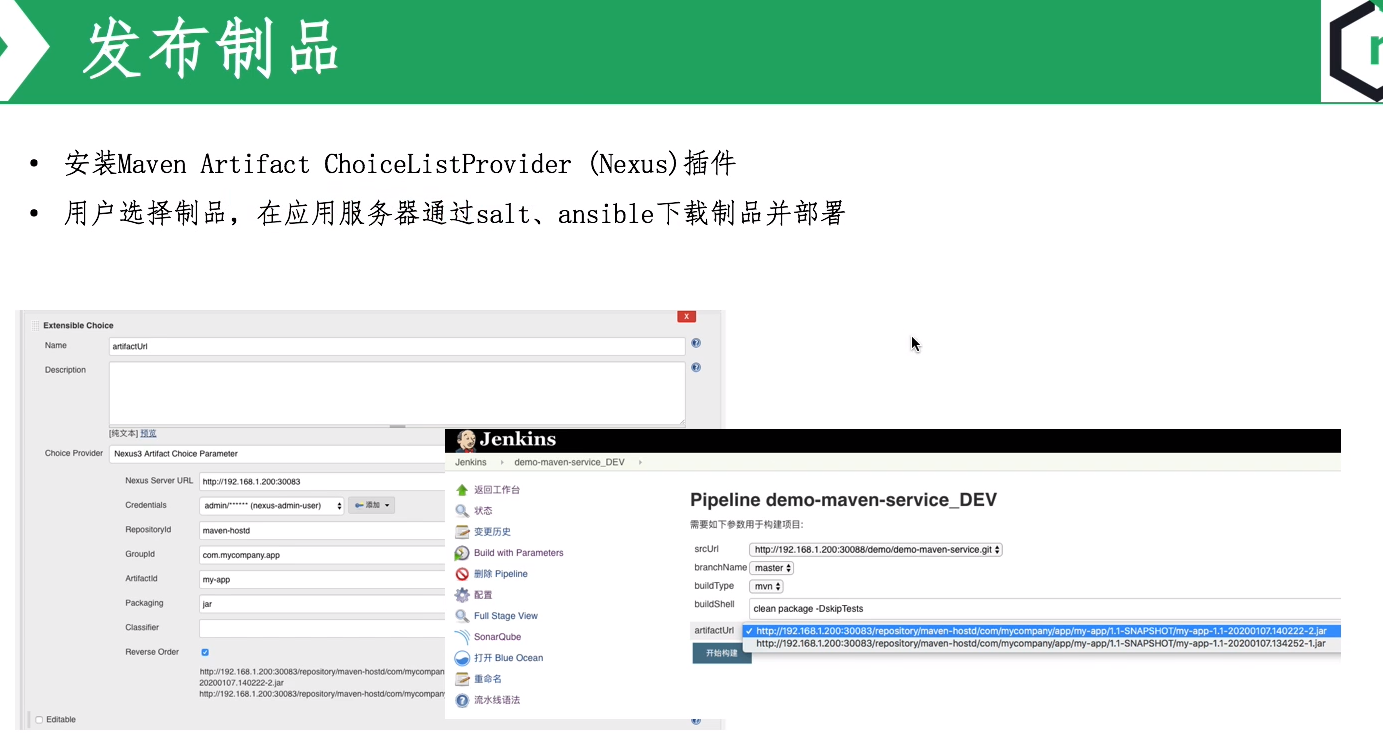 发布制品
• 安装Maven Artifact ChoiceListProvider (Nexus)插件
• 用户选择制品，在应用服务器通过salt、ansible下载制品并部署
Extensible Choice
X
Name
artifactUrl
Description
[纯文本] 预览
Choice Provider
Nexus3 Artifact Choice Parameter
Nexus Server URL
http://192.168.1.200:30083
Credentials
admin/****** (nexus-admin-user)
添加
RepositoryId
maven-hostd
GroupId
com.mycompany.app
ArtifactId
my-app
Packaging
jar
Classifier
Reverse Order
http://192.168.1.200:30083/repository/maven-hostd/com/mycompan
20200107.140222-2.jar
http://192.168.1.200:30083/repository/maven-hostd/com/mycompany
Editable
Jenkins
Jenkins
demo-maven-service_DEV
返回工作台
状态
变更历史
Build with Parameters
删除 Pipeline
配置
Full Stage View
SonarQube
打开 Blue Ocean
重命名
流水线语法
Pipeline demo-maven-service_DEV
需要如下参数用于构建项目:
srcUrl
http://192.168.1.200:30088/demo/demo-maven-service.git
branchName
master
buildType
mvn
buildShell
clean package -DskipTests
artifactUrl
http://192.168.1.200:30083/repository/maven-hostd/com/mycompany/app/my-app/1.1-SNAPSHOT/my-app-1.1-20200107.140222-2.jar
http://192.168.1.200:30083/repository/maven-hostd/com/mycompany/app/my-app/1.1-SNAPSHOT/my-app-1.1-20200107.134252-1.jar
开始构建